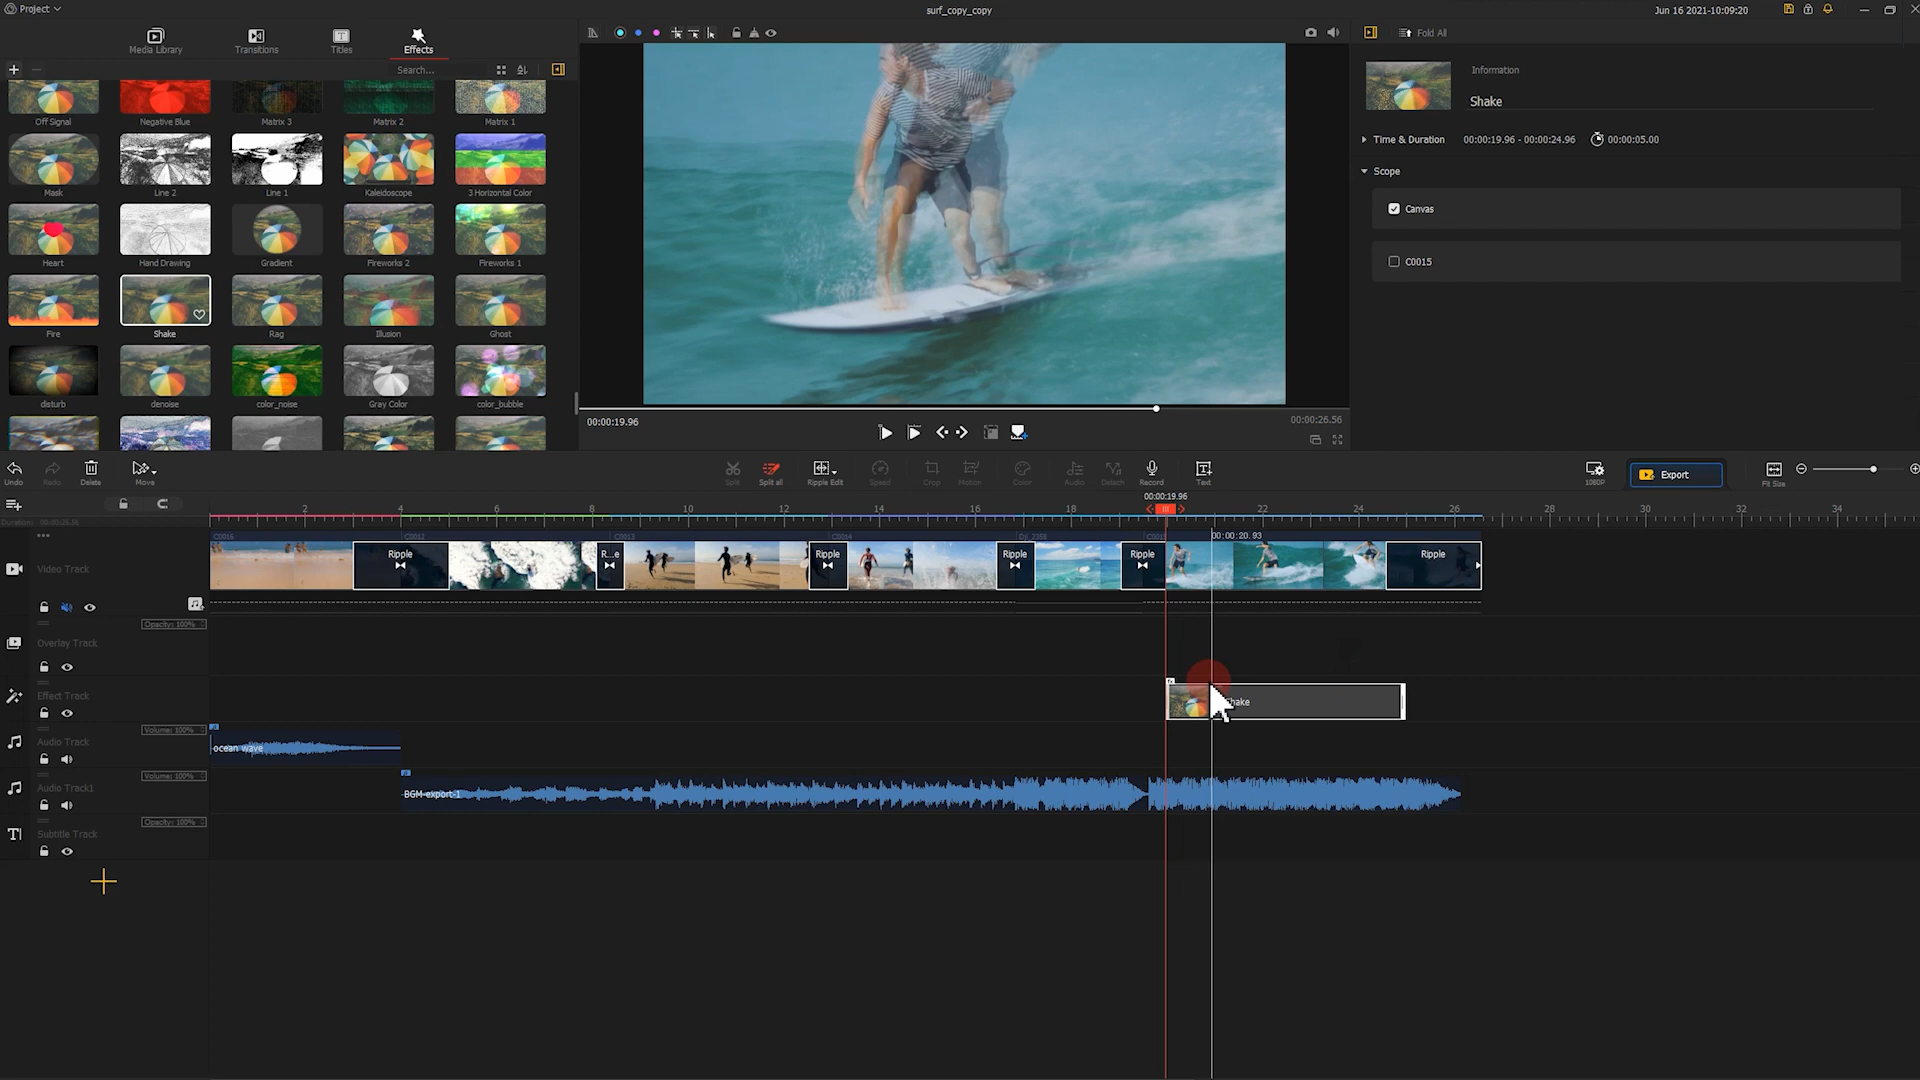 Project
surf_copy_copy
Jun 16 2021-10:09:20
Media Library
Transitions
Titles
Effects
Search...
Off Signal
Negative Blue
Matrix 3
Matrix 2
Matrix 1
Mask
Line 2
Line 1
Kaleidoscope
3 Horizontal Color
Heart
Hand Drawing
Gradient
Fireworks 2
Fireworks 1
Fire
Shake
Rag
Illusion
Ghost
disturb
denoise
color_noise
Gray Color
color_bubble
00:00:19.96
00:00:26.56
Fold All
Information
Shake
Time & Duration
00:00:19.96 - 00:00:24.96
00:00:05.00
Scope
Canvas
C0015
Undo
Redo
Delete
Move
Split
Split all
Ripple Edit
Speed
Crop
Motion
Color
Audio
Detach
Record
Text
1080P
Export
Fit Size
00:00:19.96
2 4 6 8 10 12 14 16 18 22 24 26 28 30 32 34
Duration: 00:00:26.56
C0016
C0012
C0013
C0014
Dji_2358
00:00:20.93
Video Track
Ripple
R...e
Ripple
Ripple
Ripple
Ripple
Opacity: 100%
Overlay Track
Effect Track
Volume: 100%
Audio Track
ocean wave
Volume: 100%
Audio Track1
BGM-export-1
Opacity: 100%
Subtitle Track